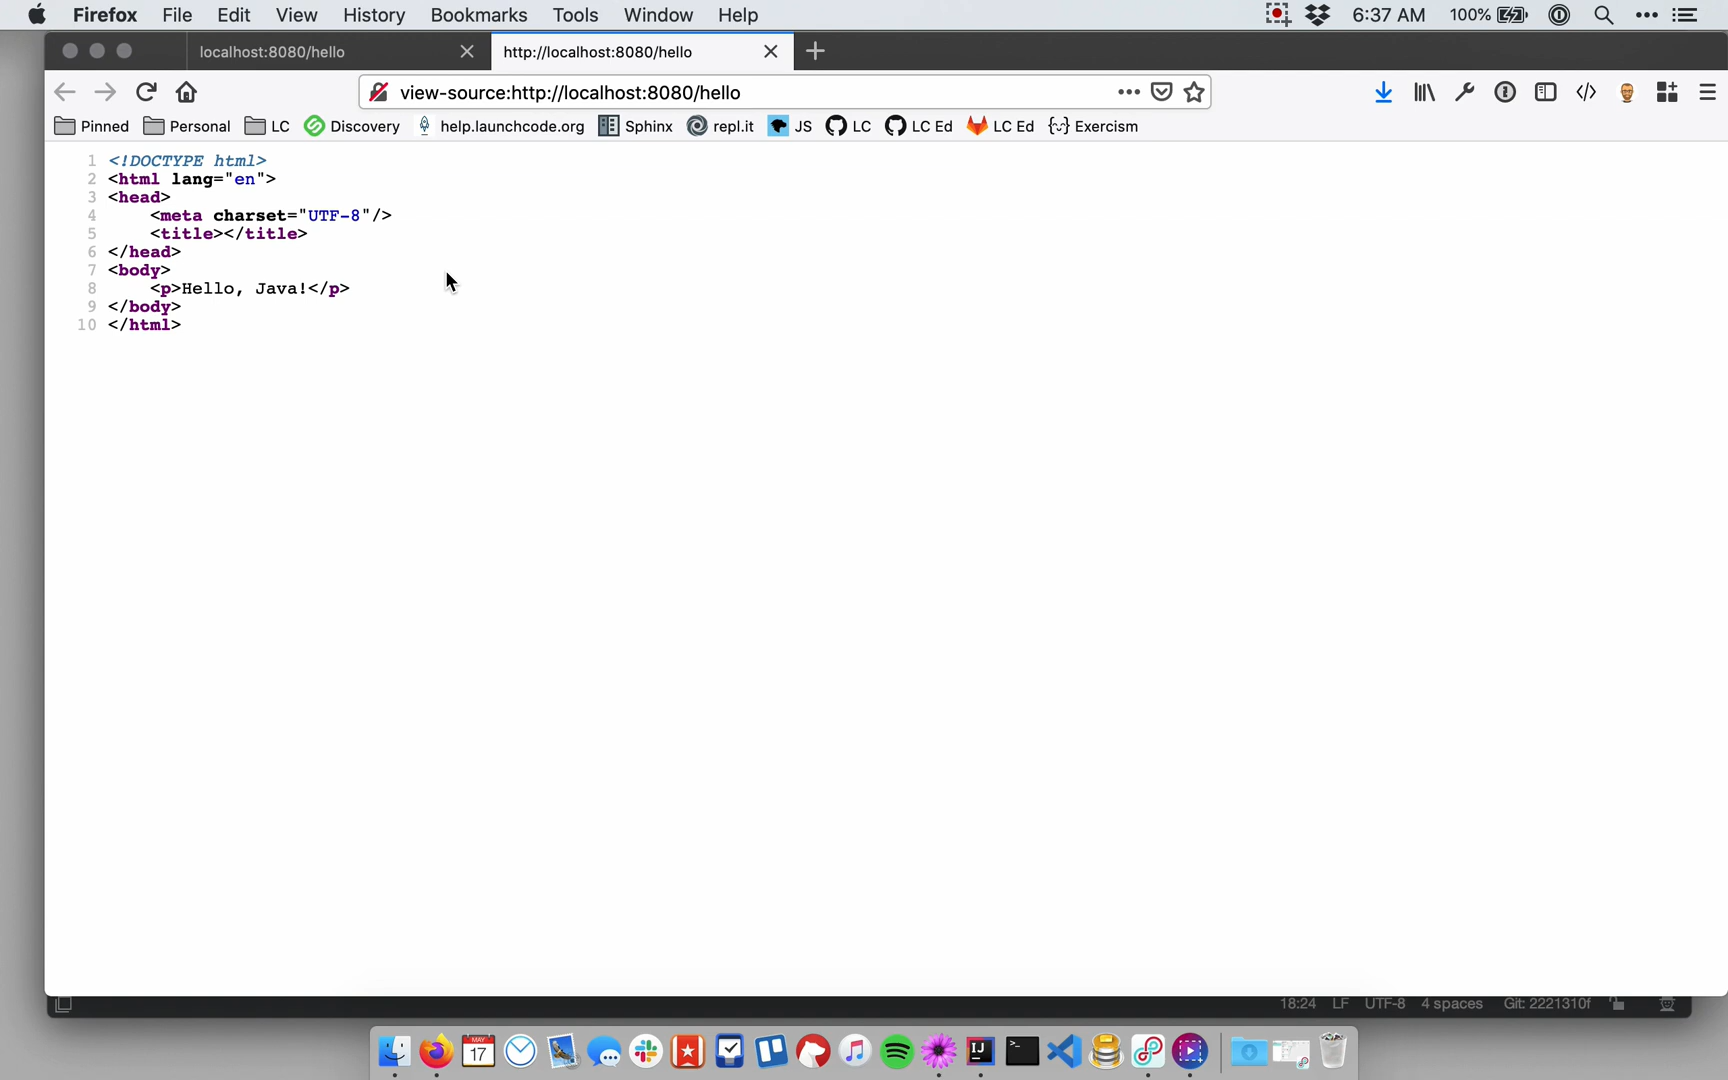 Firefox File Edit View History Bookmarks Tools Window Help 6:37 AM 100%
localhost:8080/hello http://localhost:8080/hello
view-source:http://localhost:8080/hello
Pinned Personal LC Discovery help.launchcode.org Sphinx repl.it JS LC LC Ed LC Ed Exercism
1 <!DOCTYPE html>
2 <html lang="en">
3 <head>
4 <meta charset="UTF-8"/>
5 <title></title>
6 </head>
7 <body>
8 <p>Hello, Java!</p>
9 </body>
10 </html>
18:24 LF UTF-8 4 spaces Git: 2221310f
MAY
17
IJ